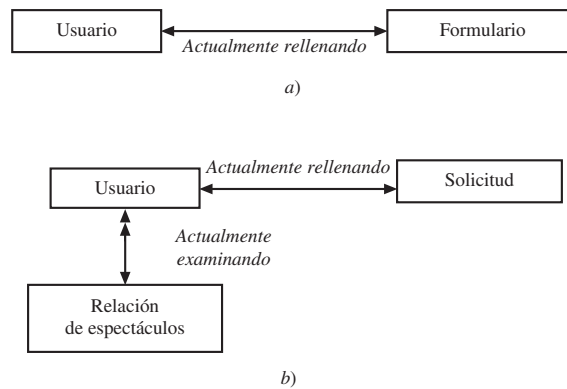 Usuario
Formulario
Actualmente rellenando
a)
Actualmente rellenando
Usuario
Solicitud
Actualmente
examinando
Relación
de espectáculos
b)